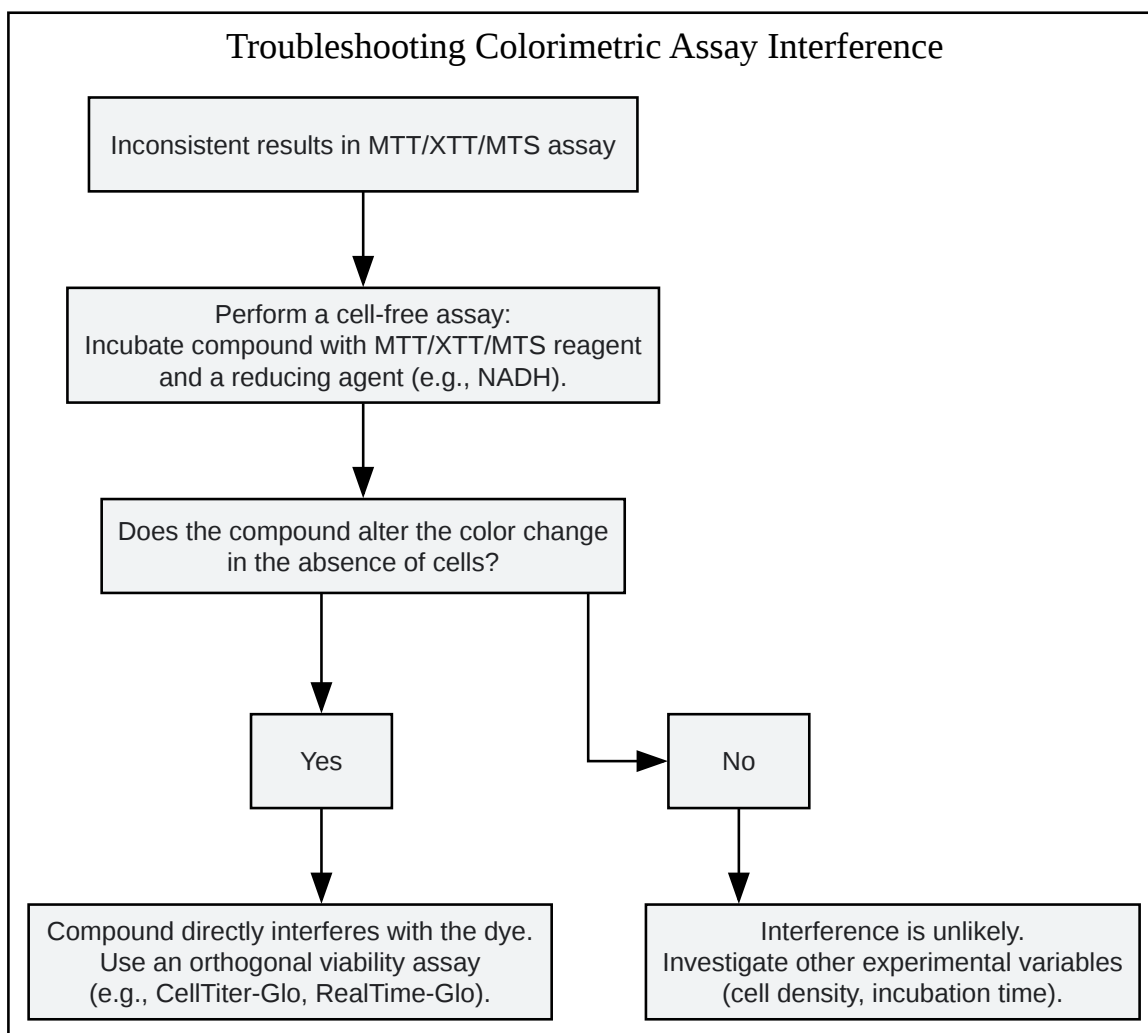 Troubleshooting Colorimetric Assay Interference
Inconsistent results in MTT/XTT/MTS assay
Perform a cell-free assay:
Incubate compound with MTT/XTT/MTS reagent
and a reducing agent (e.g., NADH).
Does the compound alter the color change
in the absence of cells?
Yes
No
Compound directly interferes with the dye.
Use an orthogonal viability assay
(e.g., CellTiter-Glo, RealTime-Glo).
Interference is unlikely.
Investigate other experimental variables
(cell density, incubation time).